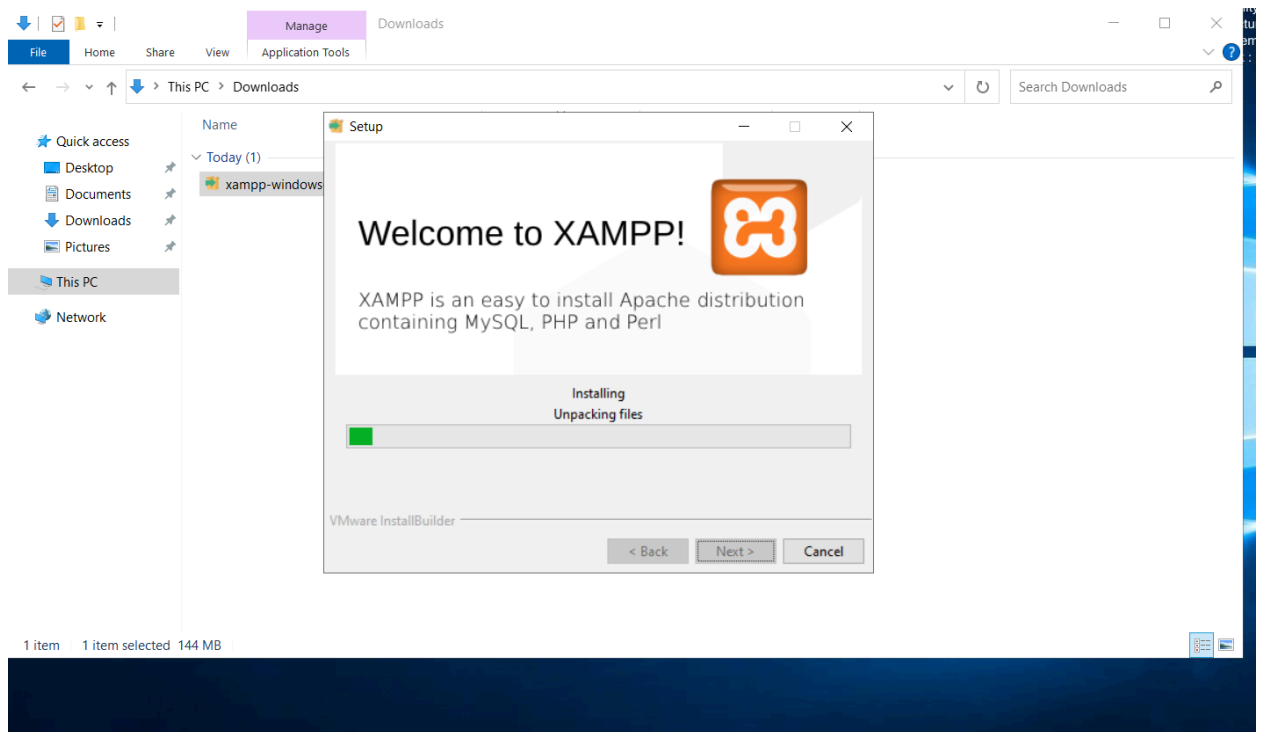 Manage
Downloads
File
Home
Share
View
Application Tools
This PC > Downloads
Search Downloads
Quick access
Desktop
Documents
Downloads
Pictures
This PC
Network
Name
Today (1)
xampp-windows
Setup
Welcome to XAMPP!
XAMPP is an easy to install Apache distribution
containing MySQL, PHP and Perl
Installing
Unpacking files
VMware InstallBuilder
< Back
Next >
Cancel
1 item
1 item selected 144 MB